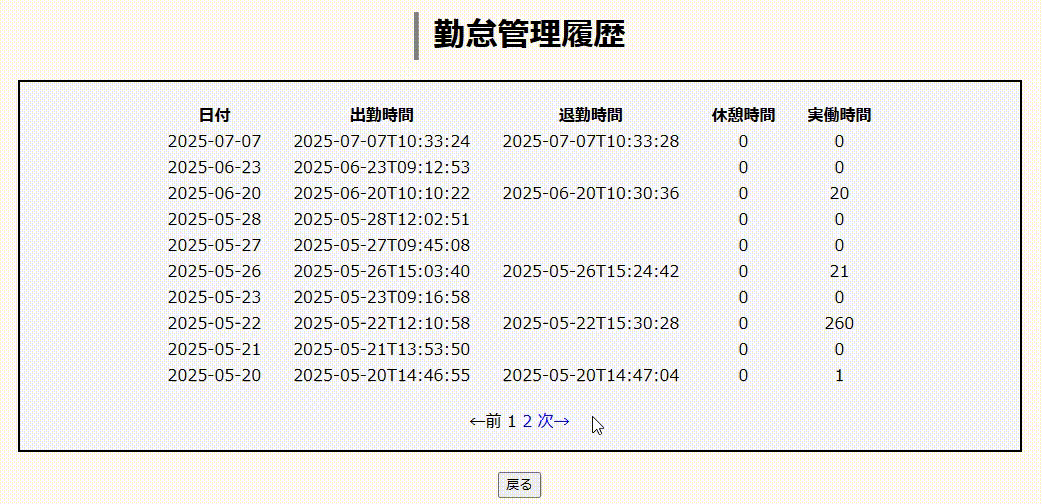 勤怠管理履歴
日付 出勤時間 退勤時間 休憩時間 実働時間
2025-07-07 2025-07-07T10:33:24 2025-07-07T10:33:28 0 0
2025-06-23 2025-06-23T09:12:53 0 0
2025-06-20 2025-06-20T10:10:22 2025-06-20T10:30:36 0 20
2025-05-28 2025-05-28T12:02:51 0 0
2025-05-27 2025-05-27T09:45:08 0 0
2025-05-26 2025-05-26T15:03:40 2025-05-26T15:24:42 0 21
2025-05-23 2025-05-23T09:16:58 0 0
2025-05-22 2025-05-22T12:10:58 2025-05-22T15:30:28 0 260
2025-05-21 2025-05-21T13:53:50 0 0
2025-05-20 2025-05-20T14:46:55 2025-05-20T14:47:04 0 1
←前 1 2 次→
戻る